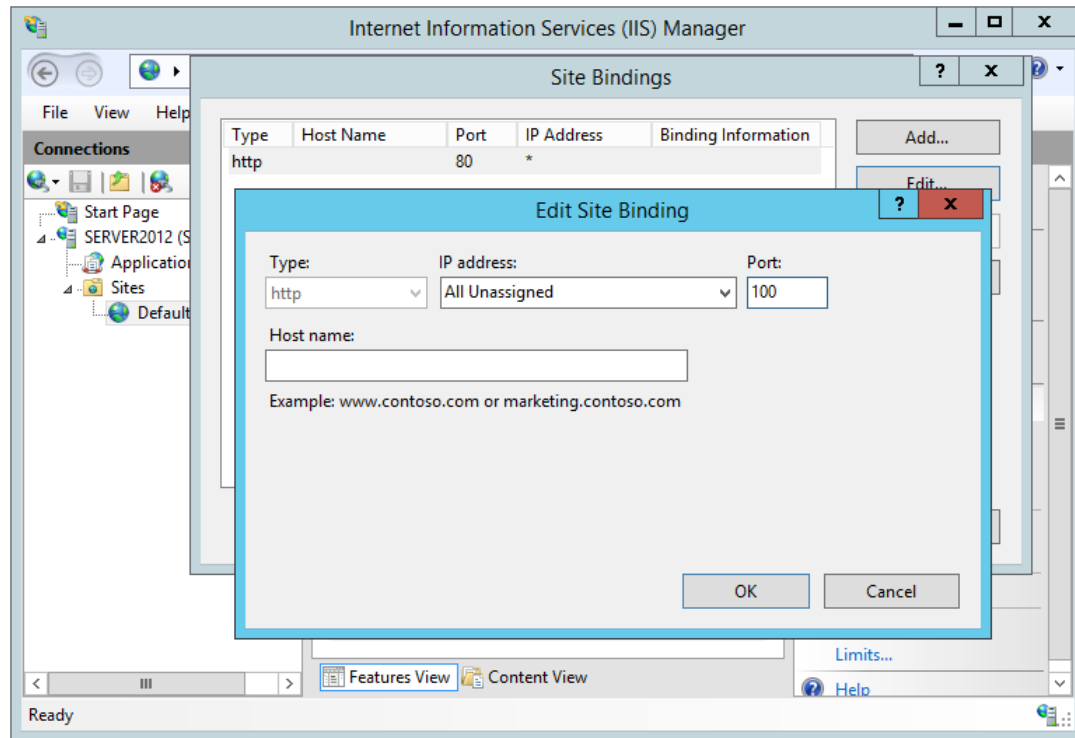 Internet Information Services (IIS) Manager
Site Bindings
File View Help
Type Host Name Port IP Address Binding Information
Add...
Connections
http 80 *
Edit...
Start Page
Edit Site Binding
SERVER2012 (S
Application
Type: IP address: Port:
Sites
http All Unassigned 100
Default
Host name:
Example: www.contoso.com or marketing.contoso.com
OK Cancel
Limits...
Features View Content View
Help
Ready